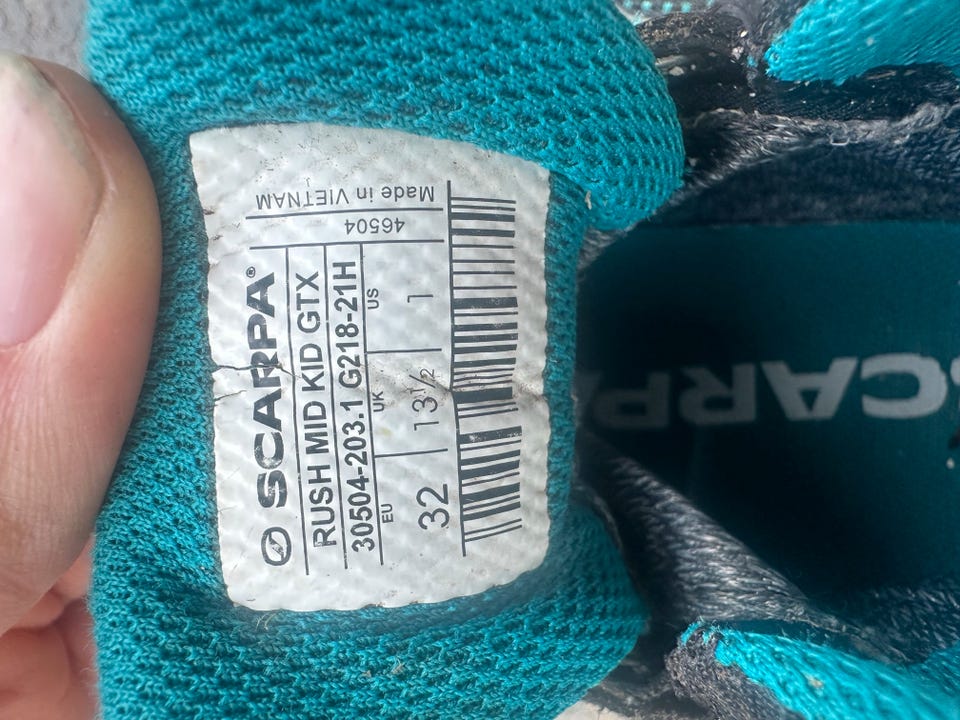 SCARPA®
RUSH MID KID GTX
30504-203.1 G218-21H
EU UK US
32 13½ 1
46504
Made in VIETNAM
SCARPA